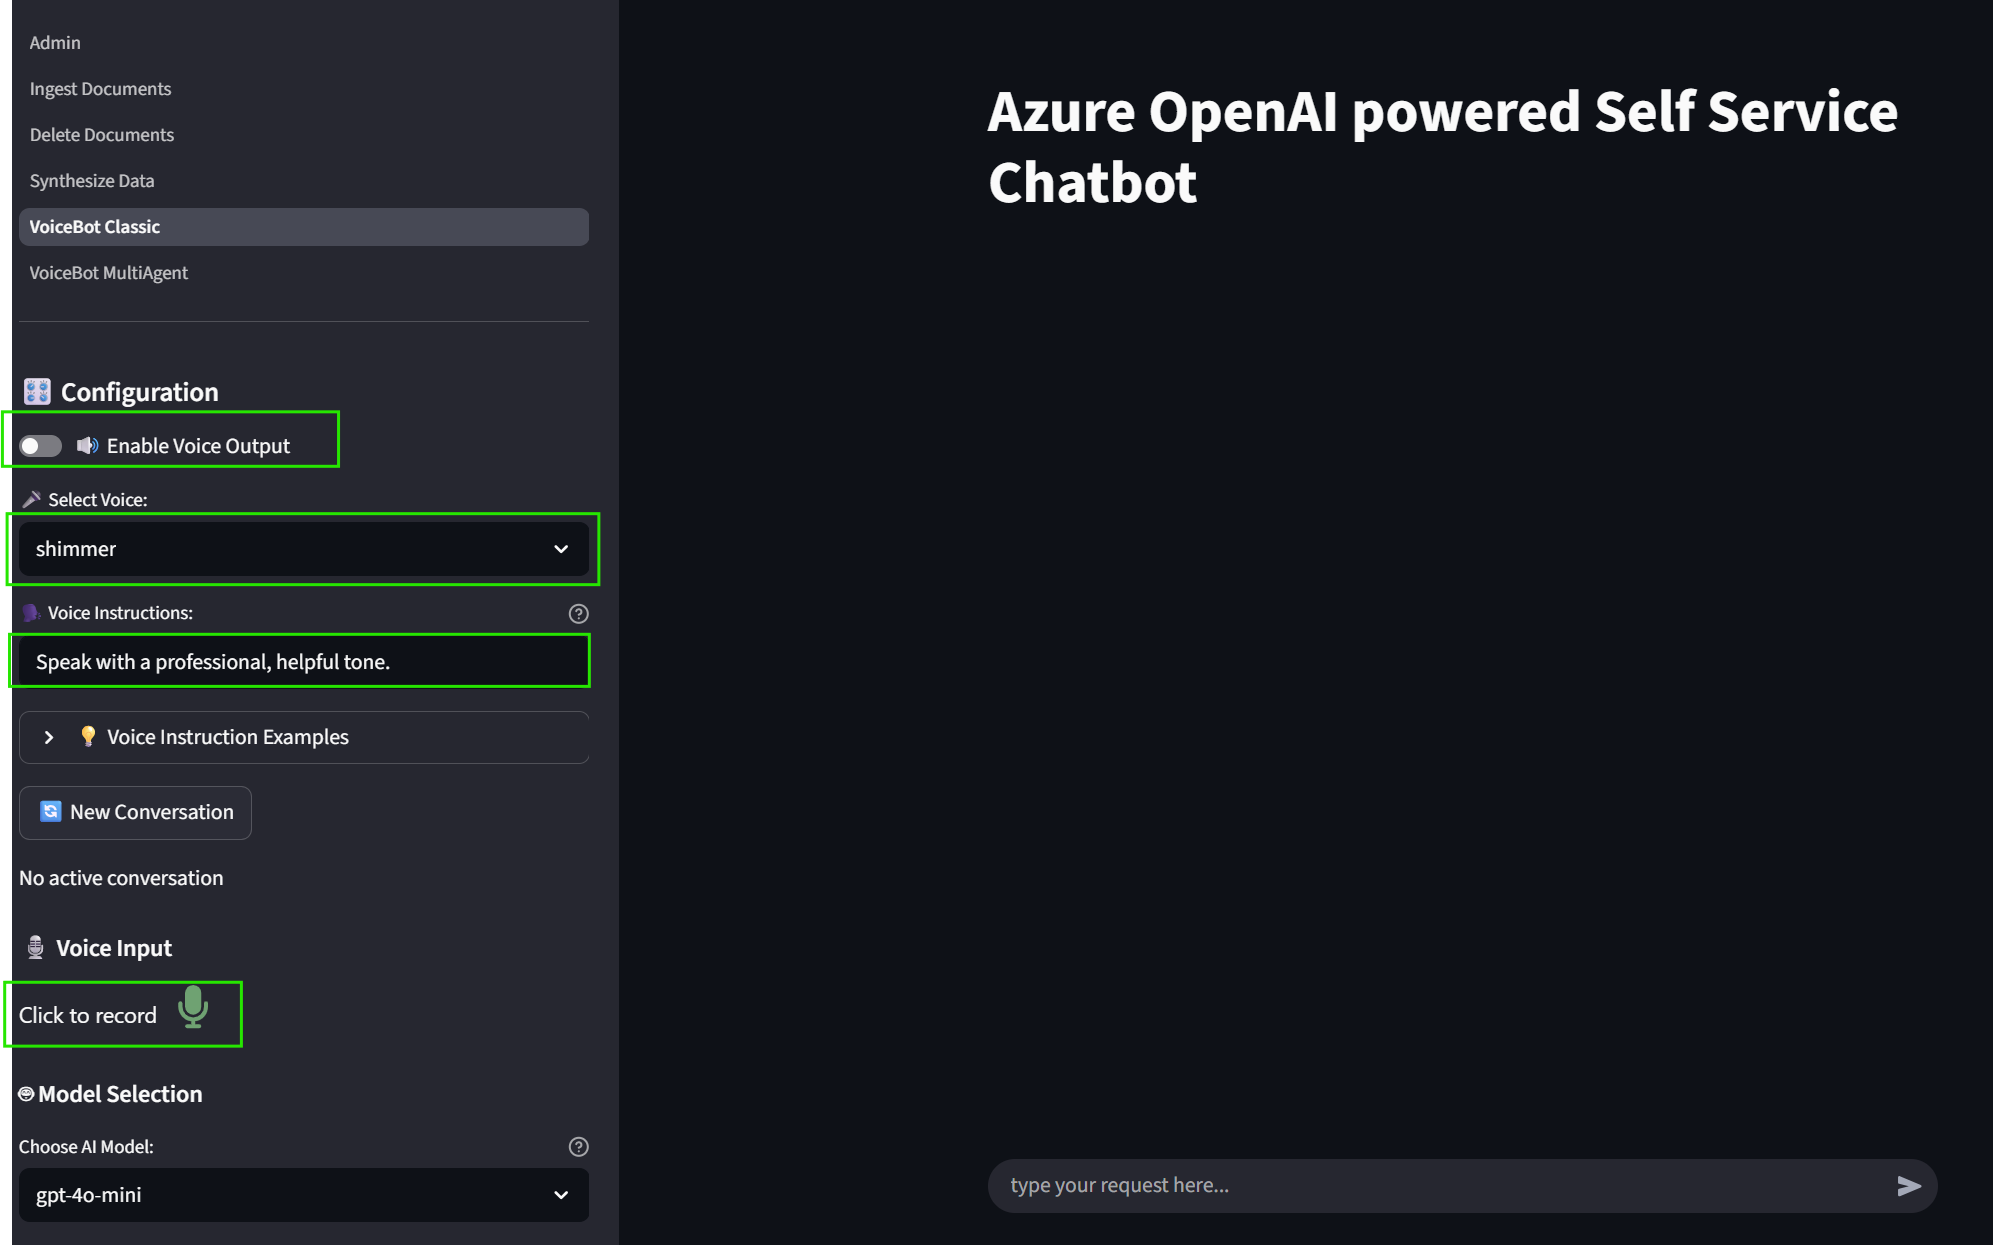 Admin
Ingest Documents
Delete Documents
Synthesize Data
VoiceBot Classic
VoiceBot MultiAgent
Configuration
Enable Voice Output
Select Voice:
shimmer
Voice Instructions:
Speak with a professional, helpful tone.
Voice Instruction Examples
New Conversation
No active conversation
Voice Input
Click to record
Model Selection
Choose AI Model:
gpt-4o-mini
Azure OpenAI powered Self Service
Chatbot
type your request here...